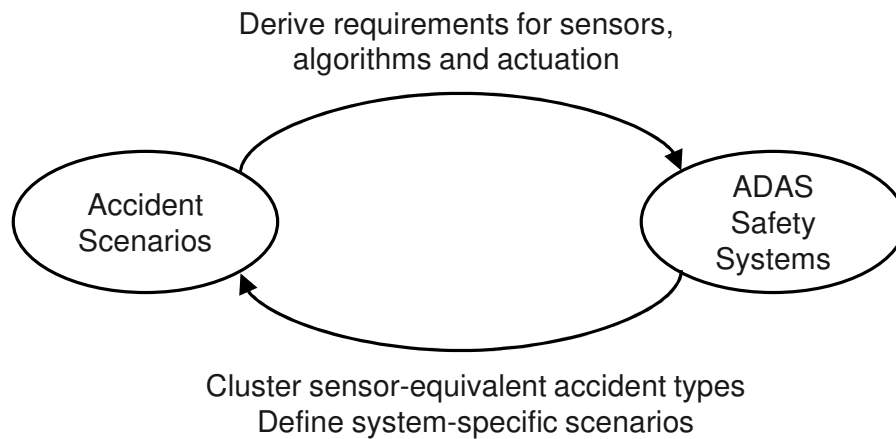 Derive requirements for sensors,
algorithms and actuation
Accident
Scenarios
ADAS
Safety
Systems
Cluster sensor-equivalent accident types
Define system-specific scenarios